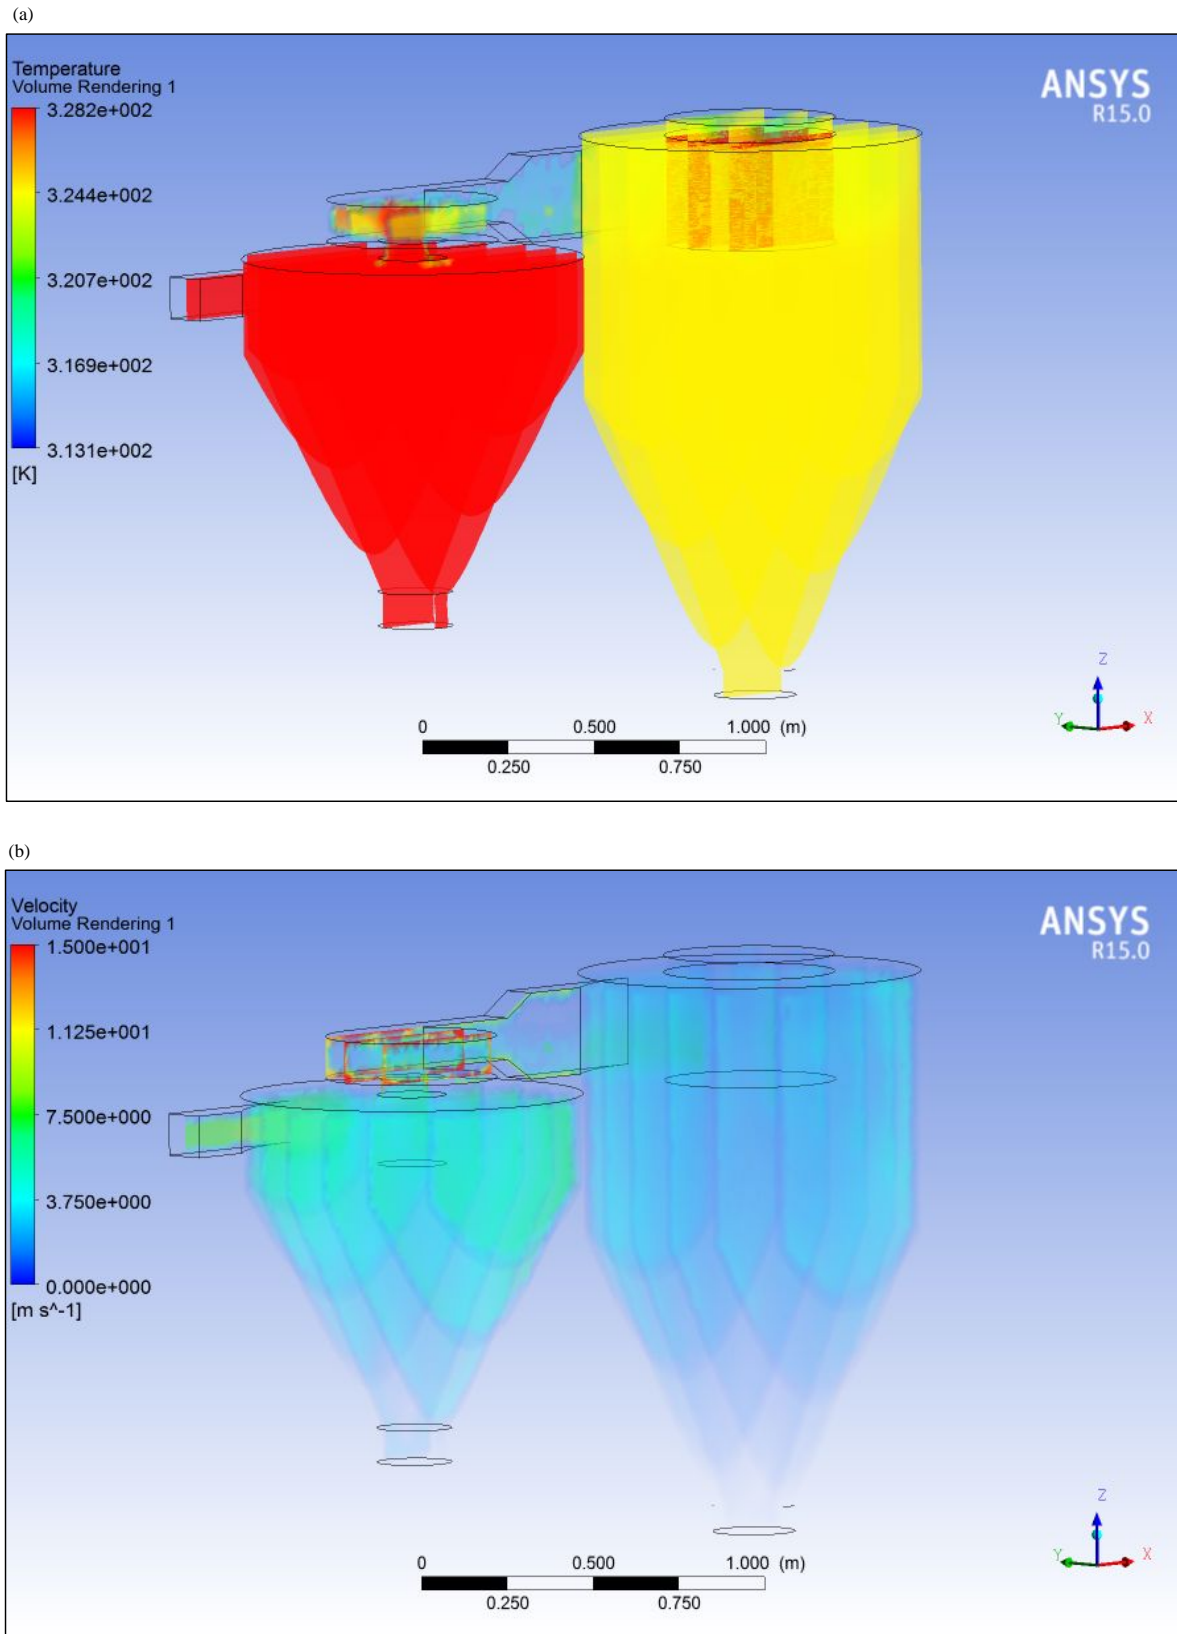 (a)
Temperature
Volume Rendering 1
3.282e+002
3.244e+002
3.207e+002
3.169e+002
3.131e+002
[K]
ANSYS
R15.0
Z
Y
X
0 0.500 1.000 (m)
0.250 0.750
(b)
Velocity
Volume Rendering 1
1.500e+001
1.125e+001
7.500e+000
3.750e+000
0.000e+000
[m s^-1]
ANSYS
R15.0
Z
Y
X
0 0.500 1.000 (m)
0.250 0.750